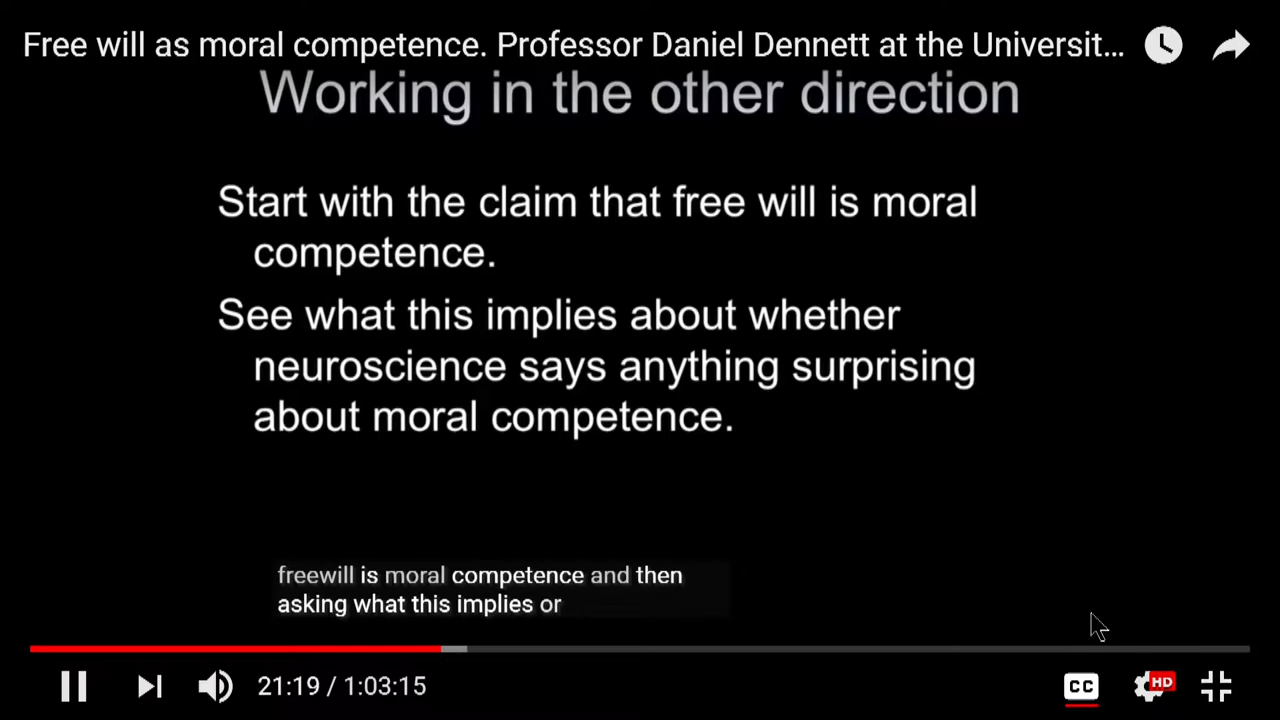 Free will as moral competence. Professor Daniel Dennett at the Universit...
Working in the other direction
Start with the claim that free will is moral
competence.
See what this implies about whether
neuroscience says anything surprising
about moral competence.
freewill is moral competence and then
asking what this implies or
21:19 / 1:03:15
CC
HD